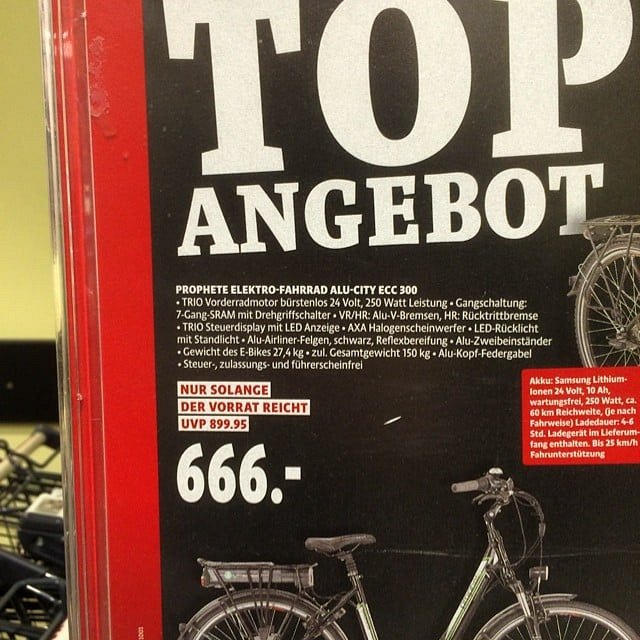 TOP
ANGEBOT
PROPHETE ELEKTRO-FAHRRAD ALU-CITY ECC 300
• TRIO Vorderradmotor bürstenlos 24 Volt, 250 Watt Leistung • Gangschaltung:
7-Gang-SRAM mit Drehgriffschalter • VR/HR: Alu-V-Bremsen, HR: Rücktrittbremse
• TRIO Steuerdisplay mit LED Anzeige • AXA Halogenscheinwerfer • LED-Rücklicht
mit Standlicht • Alu-Airliner-Felgen, schwarz, Reflexbereifung • Alu-Zweibeinständer
• Gewicht des E-Bikes 27,4 kg • zul. Gesamtgewicht 150 kg • Alu-Kopf-Federgabel
• Steuer-, zulassungs- und führerscheinfrei
NUR SOLANGE
DER VORRAT REICHT
UVP 899.95
666.-
Akku: Samsung Lithium-
Ionen 24 Volt, 10 Ah,
wartungsfrei, 250 Watt, ca.
60 km Reichweite, (je nach
Fahrweise) Ladedauer: 4-6
Std. Ladegerät im Lieferum-
fang enthalten. Bis 25 km/h
Fahrunterstützung